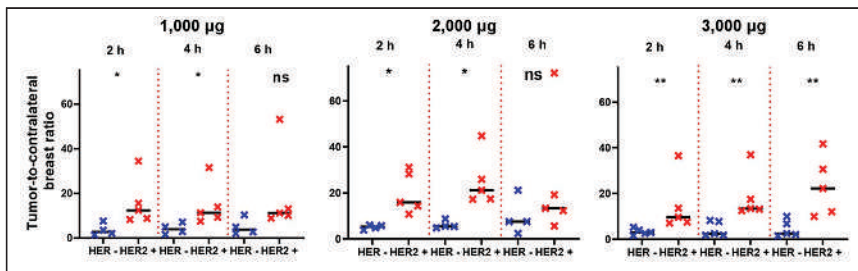 1,000 µg 2,000 µg 3,000 µg
2 h 4 h 6 h 2 h 4 h 6 h 2 h 4 h 6 h
* * ns * * ns ** ** **
Tumor-to-contralateral
breast ratio
60
40
20
0
60
40
20
0
60
40
20
0
HER - HER2 + HER - HER2 + HER - HER2 + HER - HER2 + HER - HER2 + HER - HER2 + HER - HER2 + HER - HER2 + HER - HER2 +